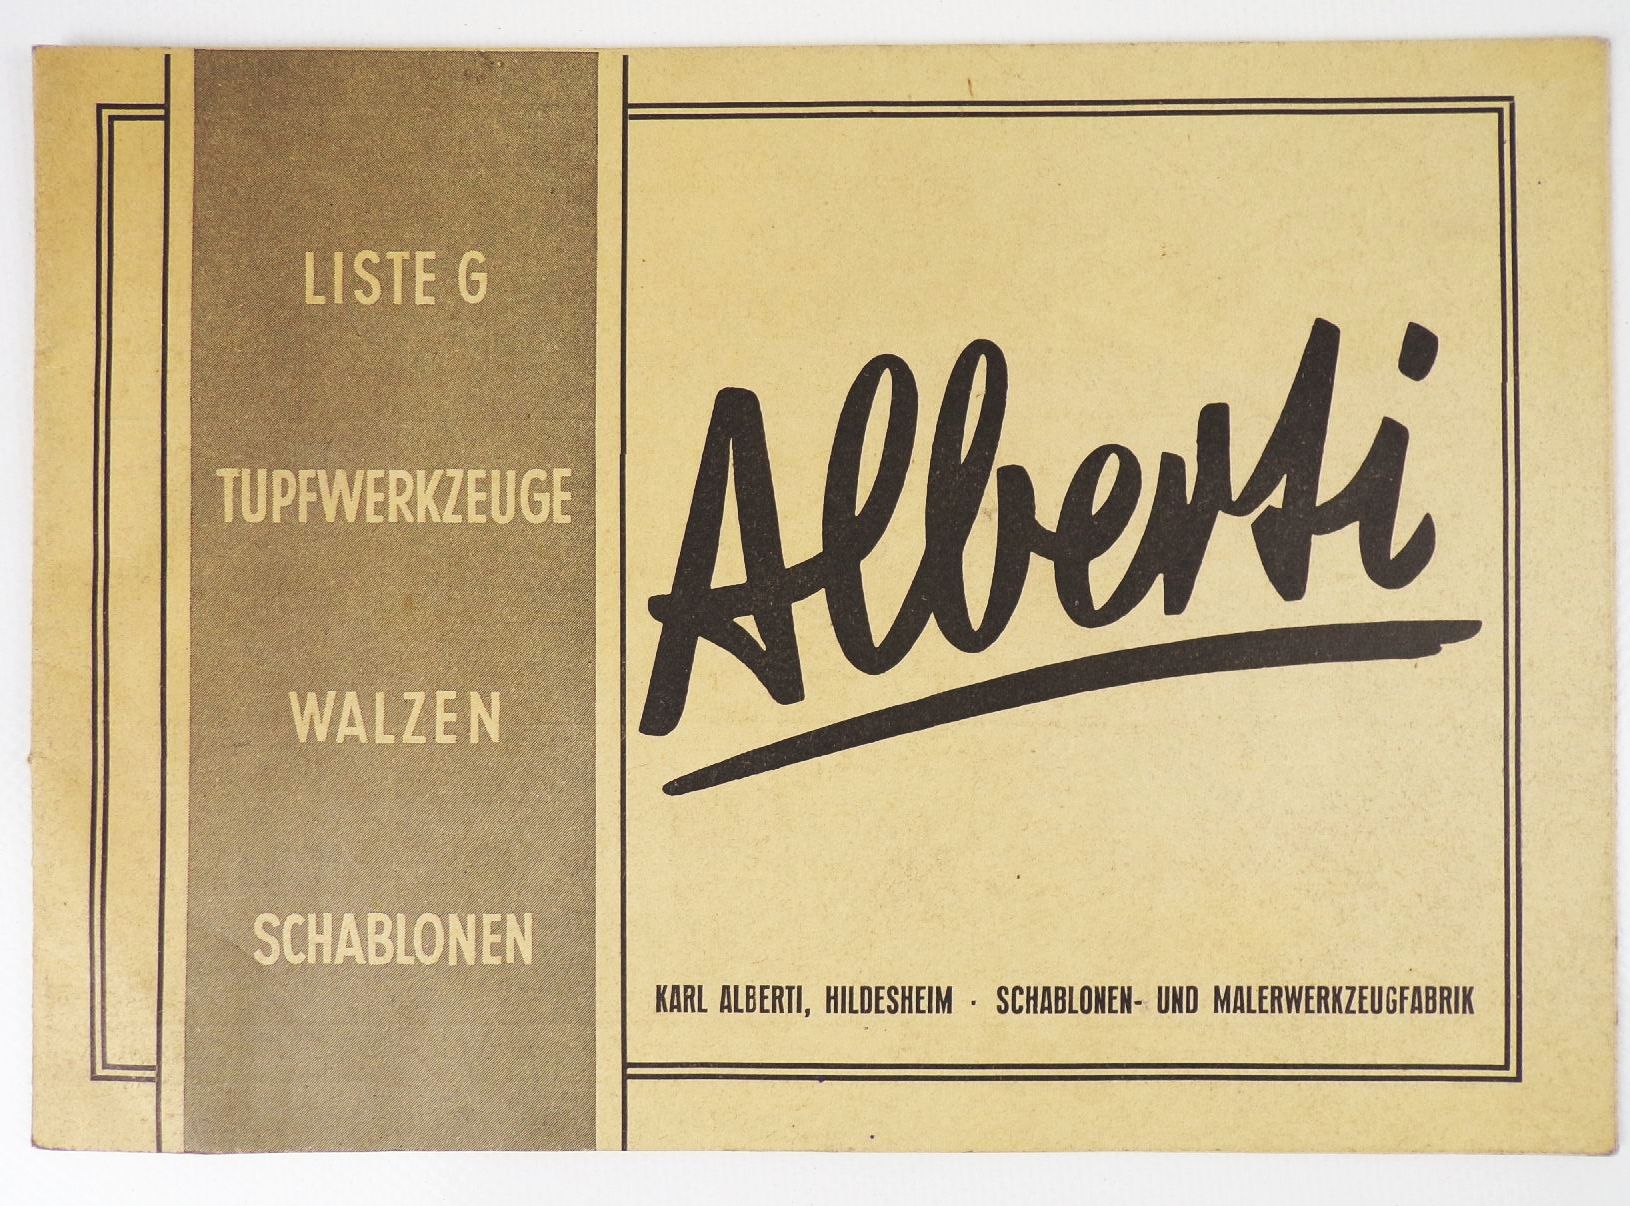 LISTE G
TUPFWERKZEUGE
WALZEN
SCHABLONEN
Alberti
KARL ALBERTI, HILDESHEIM · SCHABLONEN- UND MALERWERKZEUGFABRIK